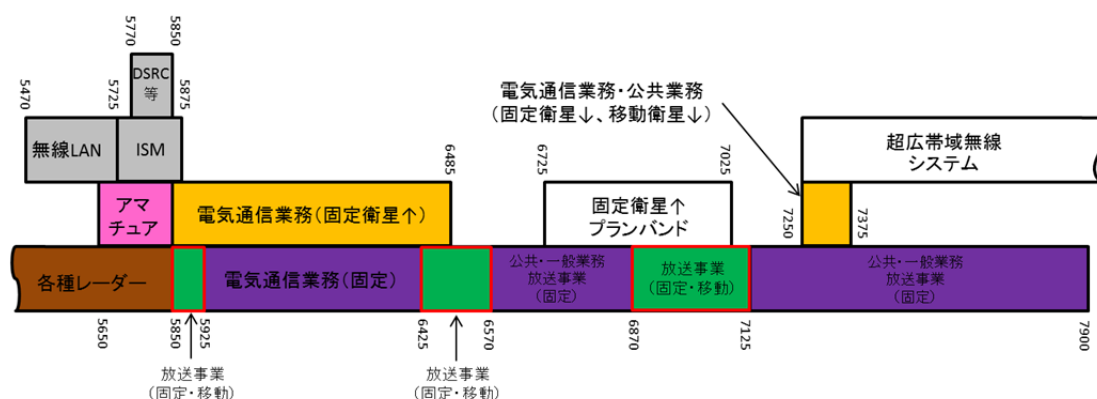 5770
5850
DSRC
等
5470
5725
5875
無線LAN
ISM
電気通信業務・公共業務
(固定衛星↓、移動衛星↓)
超広帯域無線
システム
アマ
チュア
電気通信業務(固定衛星↑)
6485
6725
固定衛星↑
プランバンド
7025
7250
7375
各種レーダー
電気通信業務(固定)
公共・一般業務
放送事業
(固定)
放送事業
(固定・移動)
公共・一般業務
放送事業
(固定)
5650
5850
5925
6425
6570
6870
7125
7900
放送事業
(固定・移動)
放送事業
(固定・移動)